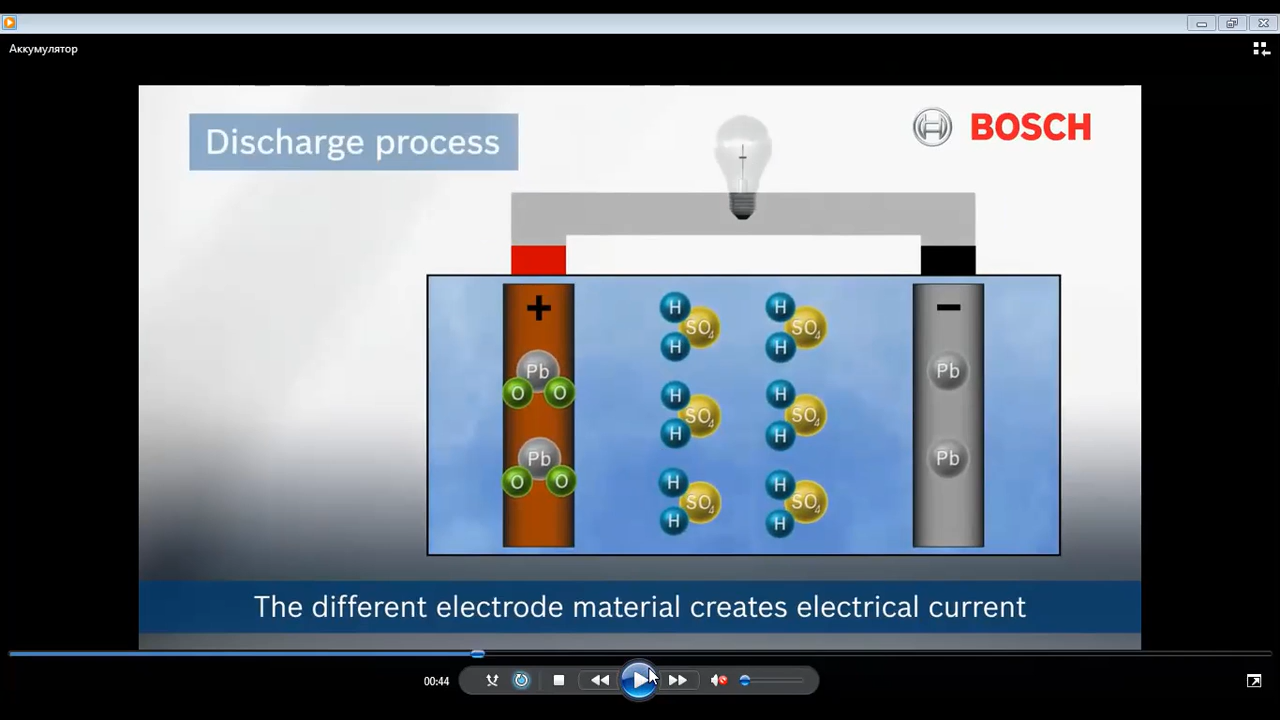 Аккумулятор
Discharge process
BOSCH
+
−
H SO₄ H SO₄
H H
Pb Pb
O O
H SO₄ H SO₄
H H
Pb Pb
O O
H SO₄ H SO₄
H H
The different electrode material creates electrical current
00:44